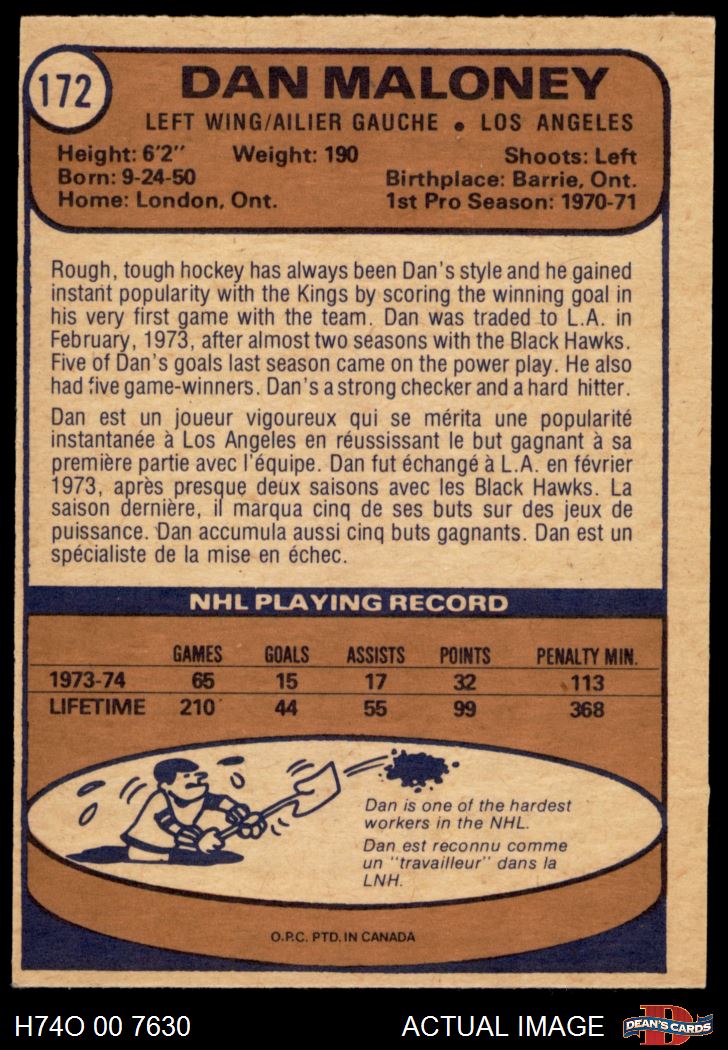 172
DAN MALONEY
LEFT WING/AILIER GAUCHE • LOS ANGELES
Height: 6'2" Weight: 190 Shoots: Left
Born: 9-24-50 Birthplace: Barrie, Ont.
Home: London, Ont. 1st Pro Season: 1970-71
Rough, tough hockey has always been Dan's style and he gained
instant popularity with the Kings by scoring the winning goal in
his very first game with the team. Dan was traded to L.A. in
February, 1973, after almost two seasons with the Black Hawks.
Five of Dan's goals last season came on the power play. He also
had five game-winners. Dan's a strong checker and a hard hitter.
Dan est un joueur vigoureux qui se mérita une popularité
instantanée à Los Angeles en réussissant le but gagnant à sa
première partie avec l'équipe. Dan fut échangé à L.A. en février
1973, après presque deux saisons avec les Black Hawks. La
saison dernière, il marqua cinq de ses buts sur des jeux de
puissance. Dan accumula aussi cinq buts gagnants. Dan est un
spécialiste de la mise en échec.
NHL PLAYING RECORD
GAMES GOALS ASSISTS POINTS PENALTY MIN.
1973-74 65 15 17 32 113
LIFETIME 210 44 55 99 368
Dan is one of the hardest
workers in the NHL.
Dan est reconnu comme
un "travailleur" dans la
LNH.
O.P.C. PTD. IN CANADA
H74O 00 7630 ACTUAL IMAGE D DEAN'S CARDS